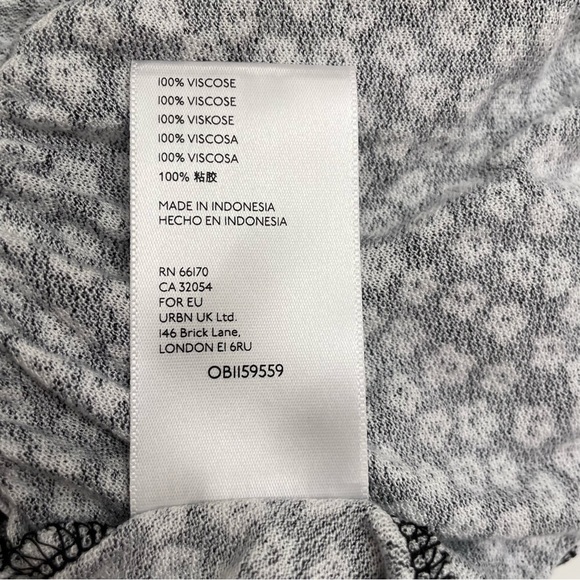 100% VISCOSE
100% VISCOSE
100% VISKOSE
100% VISCOSA
100% VISCOSA
100% 粘胶
MADE IN INDONESIA
HECHO EN INDONESIA
RN 66170
CA 32054
FOR EU
URBN UK Ltd.
146 Brick Lane,
LONDON E1 6RU
OB1159559